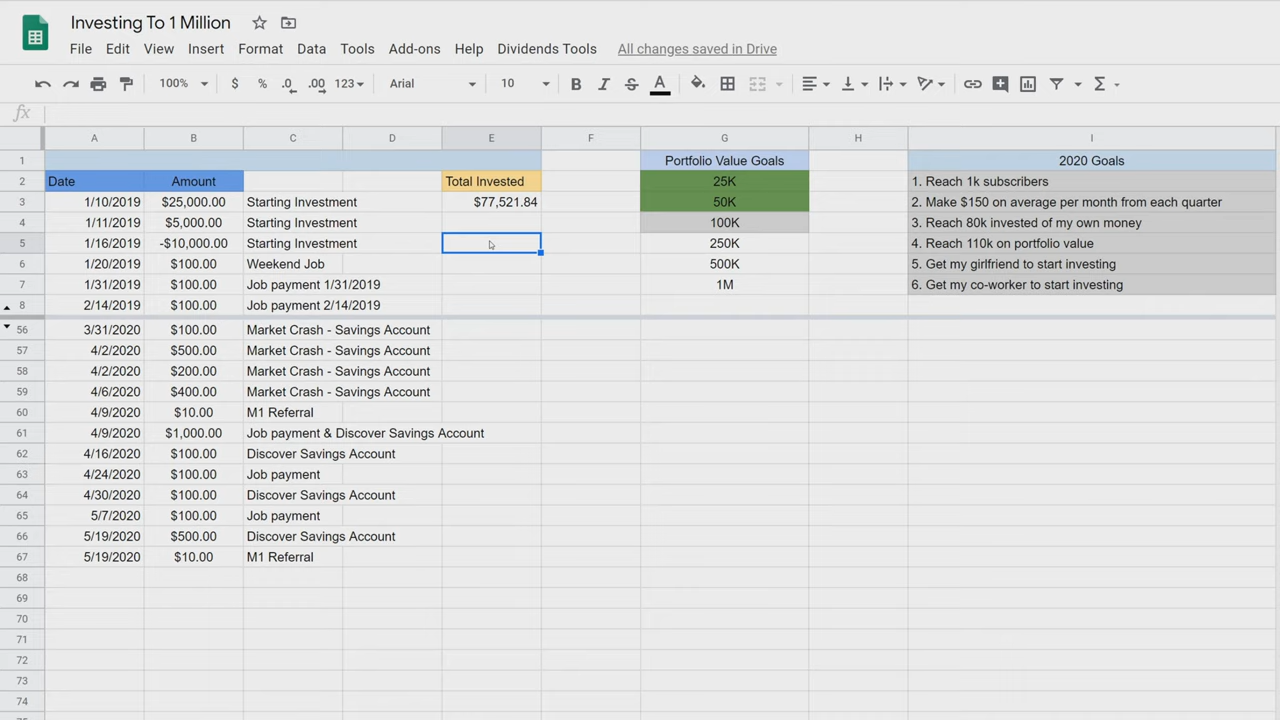 Investing To 1 Million
File Edit View Insert Format Data Tools Add-ons Help Dividends Tools All changes saved in Drive
100% $ % .0 .00 123 Arial 10 B I S A Σ
fx
A B C D E F G H I
1 Portfolio Value Goals 2020 Goals
2 Date Amount Total Invested 25K 1. Reach 1k subscribers
3 1/10/2019 $25,000.00 Starting Investment $77,521.84 50K 2. Make $150 on average per month from each quarter
4 1/11/2019 $5,000.00 Starting Investment 100K 3. Reach 80k invested of my own money
5 1/16/2019 -$10,000.00 Starting Investment 250K 4. Reach 110k on portfolio value
6 1/20/2019 $100.00 Weekend Job 500K 5. Get my girlfriend to start investing
7 1/31/2019 $100.00 Job payment 1/31/2019 1M 6. Get my co-worker to start investing
8 2/14/2019 $100.00 Job payment 2/14/2019
56 3/31/2020 $100.00 Market Crash - Savings Account
57 4/2/2020 $500.00 Market Crash - Savings Account
58 4/2/2020 $200.00 Market Crash - Savings Account
59 4/6/2020 $400.00 Market Crash - Savings Account
60 4/9/2020 $10.00 M1 Referral
61 4/9/2020 $1,000.00 Job payment & Discover Savings Account
62 4/16/2020 $100.00 Discover Savings Account
63 4/24/2020 $100.00 Job payment
64 4/30/2020 $100.00 Discover Savings Account
65 5/7/2020 $100.00 Job payment
66 5/19/2020 $500.00 Discover Savings Account
67 5/19/2020 $10.00 M1 Referral
68
69
70
71
72
73
74